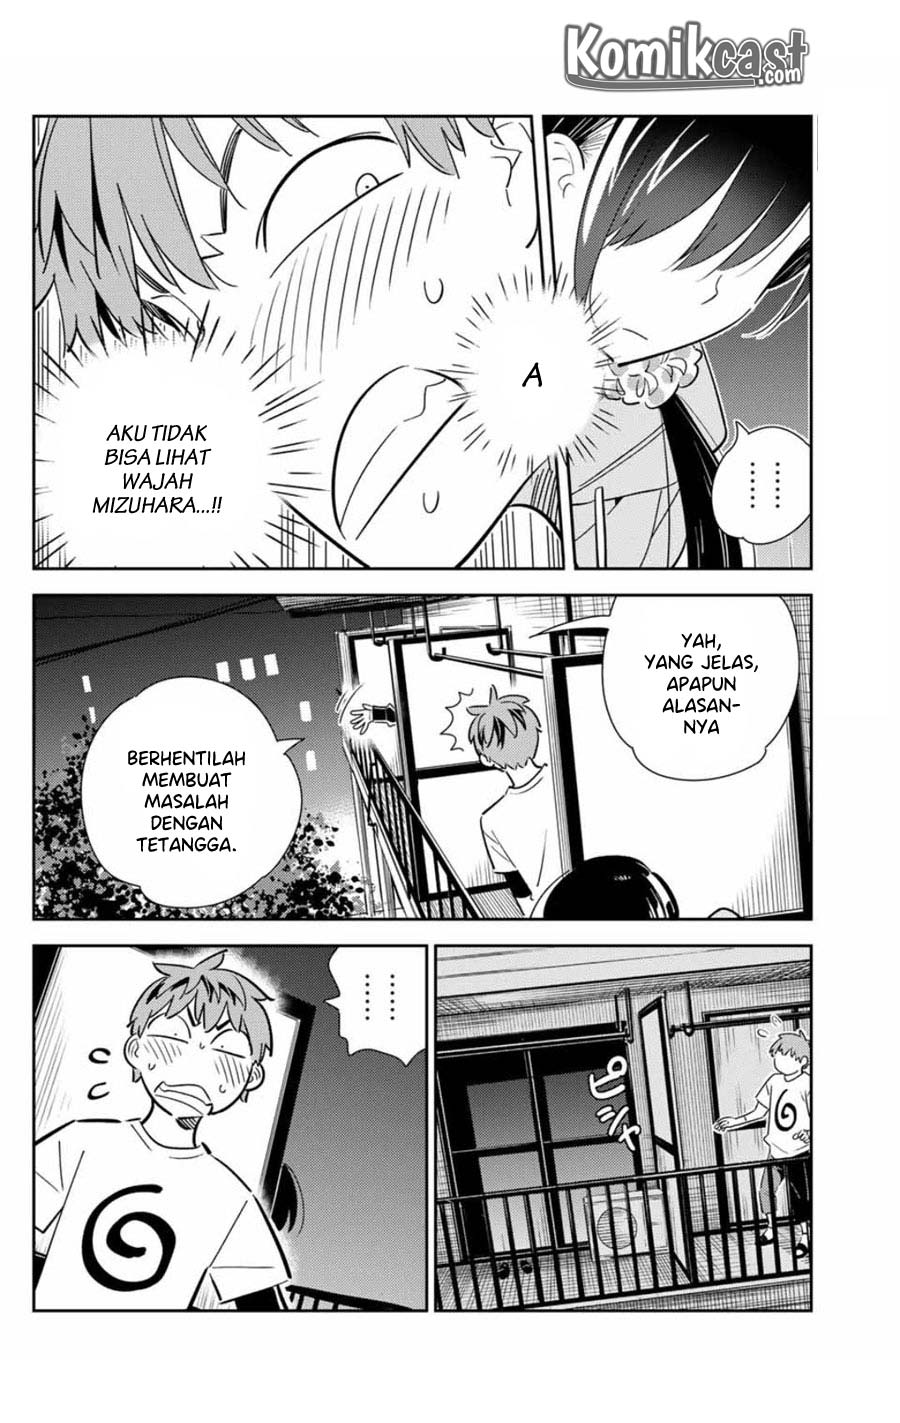 Komikcast
.com
A
AKU TIDAK
BISA LIHAT
WAJAH
MIZUHARA...!!
YAH,
YANG JELAS,
APAPUN
ALASAN-
NYA
BERHENTILAH
MEMBUAT
MASALAH
DENGAN
TETANGGA.
ピシャ